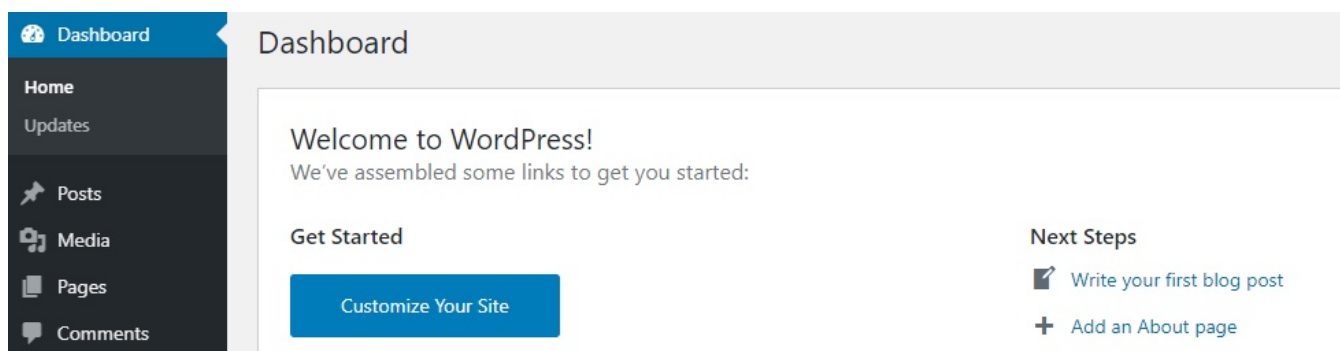 Dashboard
Home
Updates
Posts
Media
Pages
Comments
Dashboard
Welcome to WordPress!
We've assembled some links to get you started:
Get Started
Customize Your Site
Next Steps
Write your first blog post
Add an About page